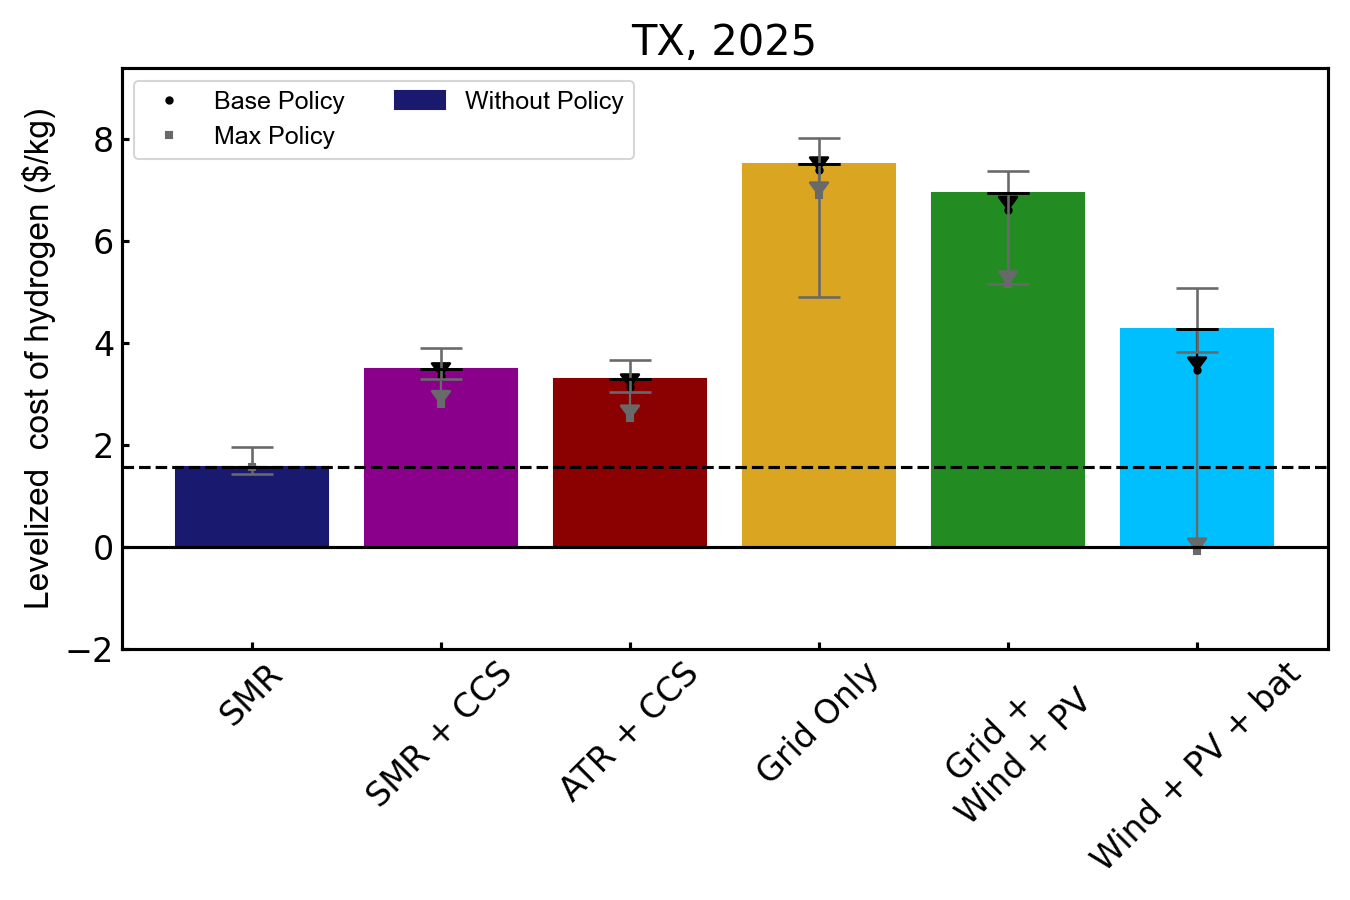 TX, 2025
Base Policy
Max Policy
Without Policy
Levelized  cost of hydrogen ($/kg)
8
6
4
2
0
−2
SMR
SMR + CCS
ATR + CCS
Grid Only
Grid +
Wind + PV
Wind + PV + bat